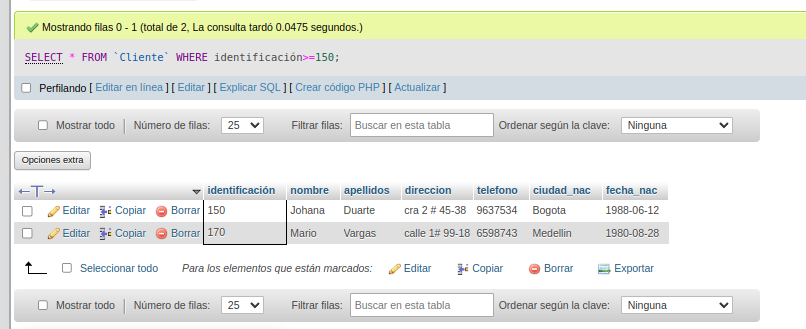 Mostrando filas 0 - 1 (total de 2, La consulta tardó 0.0475 segundos.)
SELECT * FROM `Cliente` WHERE identificación>=150;
Perfilando [ Editar en línea ] [ Editar ] [ Explicar SQL ] [ Crear código PHP ] [ Actualizar ]
Mostrar todo | Número de filas: 25 Filtrar filas: Buscar en esta tabla Ordenar según la clave: Ninguna
Opciones extra
←T→ identificación nombre apellidos direccion telefono ciudad_nac fecha_nac
Editar Copiar Borrar 150 Johana Duarte cra 2 # 45-38 9637534 Bogota 1988-06-12
Editar Copiar Borrar 170 Mario Vargas calle 1# 99-18 6598743 Medellin 1980-08-28
Seleccionar todo Para los elementos que están marcados: Editar Copiar Borrar Exportar
Mostrar todo | Número de filas: 25 Filtrar filas: Buscar en esta tabla Ordenar según la clave: Ninguna